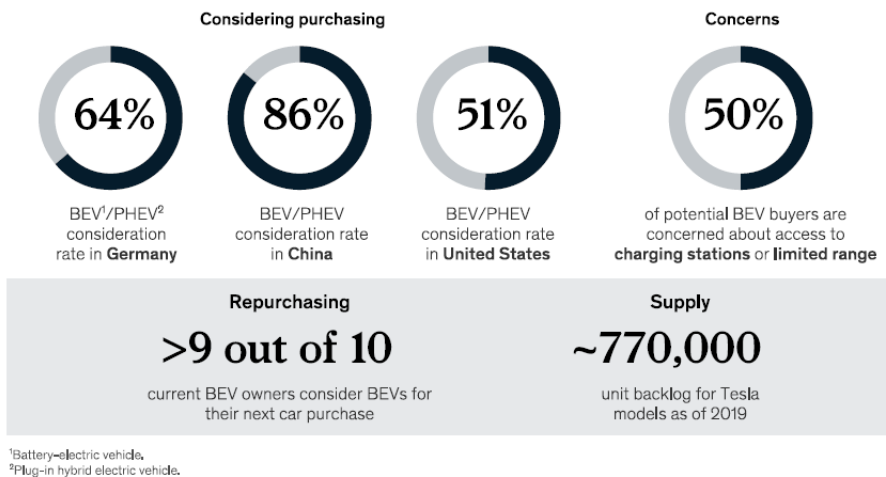 Considering purchasing
Concerns
64%
86%
51%
50%
BEV¹/PHEV²
consideration
rate in Germany
BEV/PHEV
consideration rate
in China
BEV/PHEV
consideration rate
in United States
of potential BEV buyers are
concerned about access to
charging stations or limited range
Repurchasing
>9 out of 10
current BEV owners consider BEVs for
their next car purchase
Supply
~770,000
unit backlog for Tesla
models as of 2019
¹Battery-electric vehicle.
²Plug-in hybrid electric vehicle.